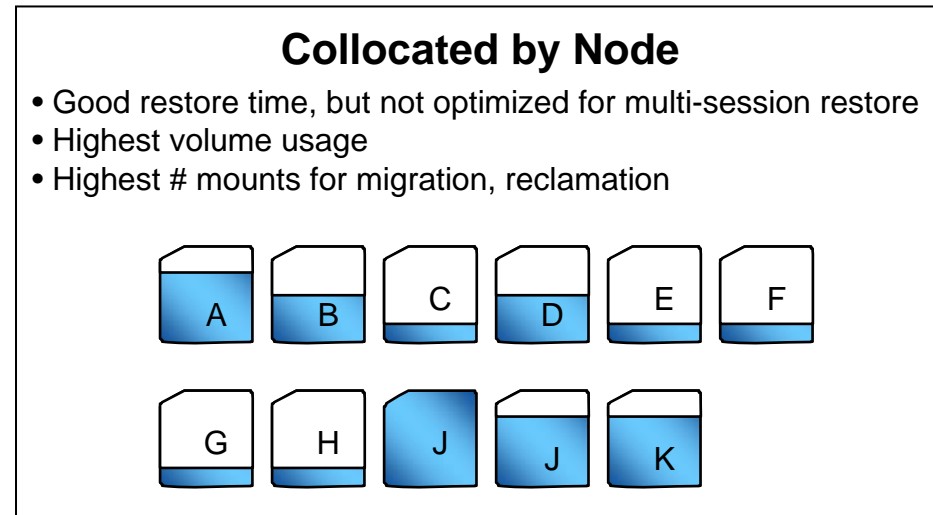 Collocated by Node
• Good restore time, but not optimized for multi-session restore
• Highest volume usage
• Highest # mounts for migration, reclamation
A B C D E F
G H J J K